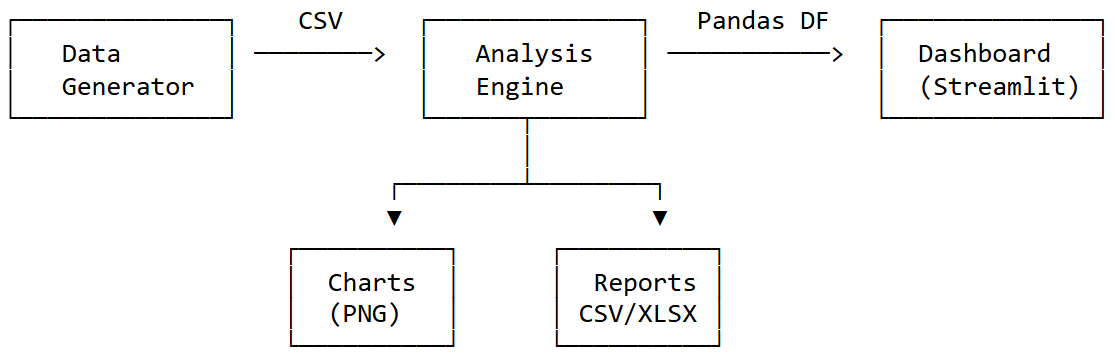 CSV
Pandas DF
Data
Generator
Analysis
Engine
Dashboard
(Streamlit)
Charts
(PNG)
Reports
CSV/XLSX